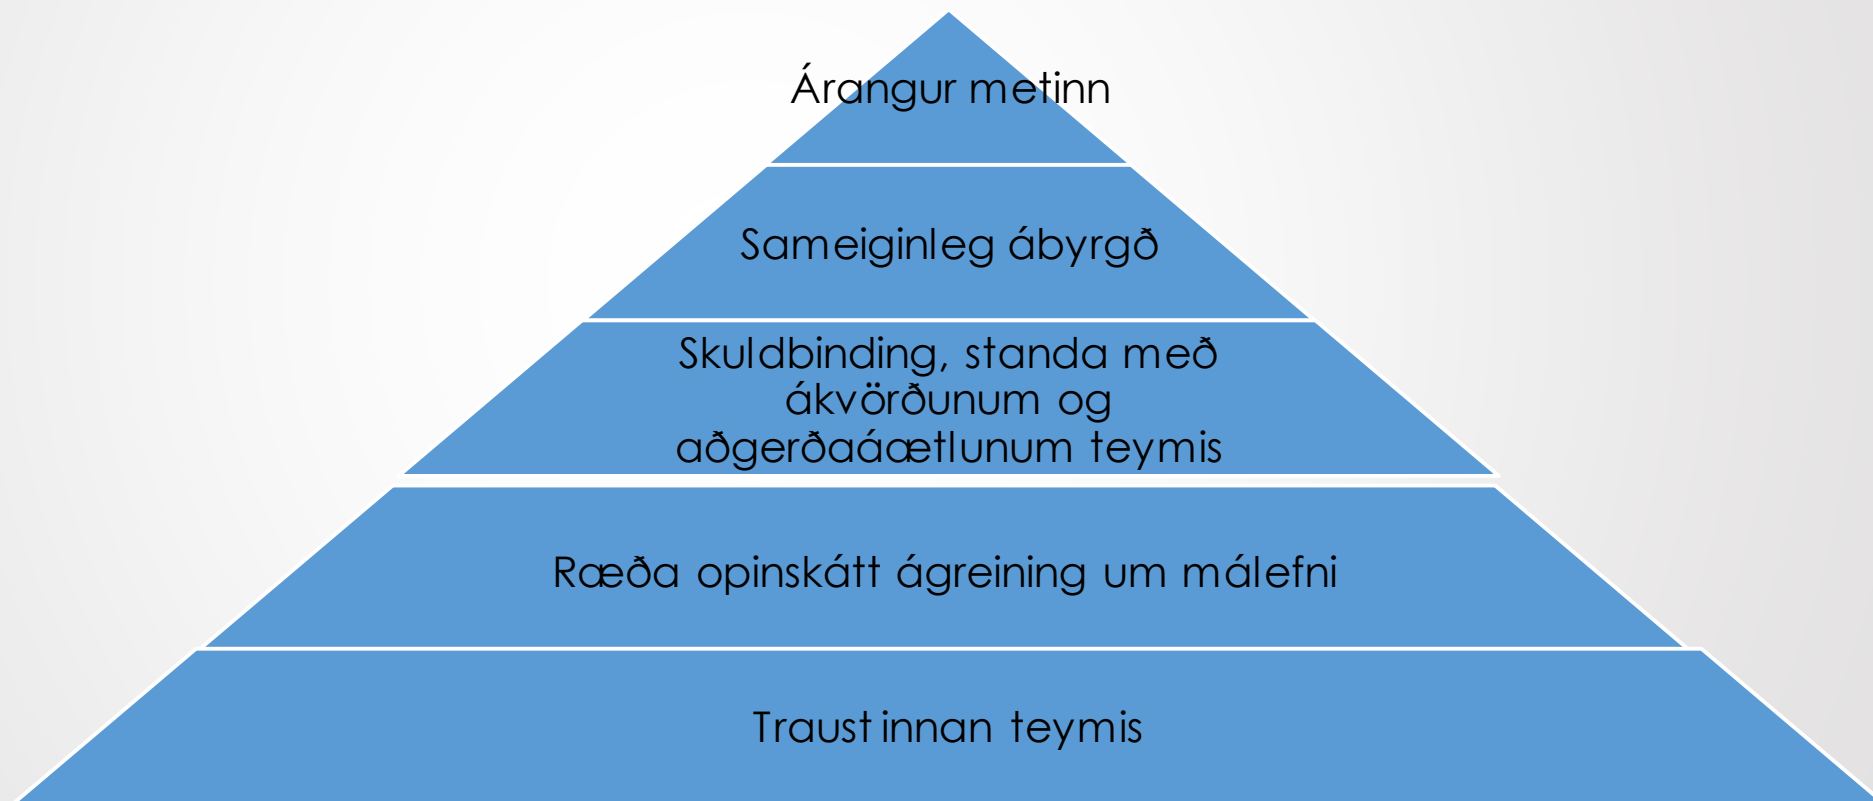 Árangur metinn
Sameiginleg ábyrgð
Skuldbinding, standa með
ákvörðunum og
aðgerðaáætlunum teymis
Ræða opinskátt ágreining um málefni
Traust innan teymis